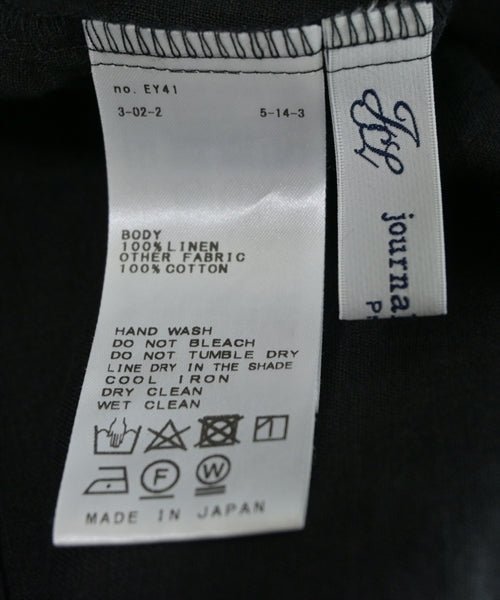 no. EY41
3-02-2 5-14-3
BODY
100% LINEN
OTHER FABRIC
100% COTTON
HAND WASH
DO NOT BLEACH
DO NOT TUMBLE DRY
LINE DRY IN THE SHADE
COOL IRON
DRY CLEAN
WET CLEAN
F W
MADE IN JAPAN
journa